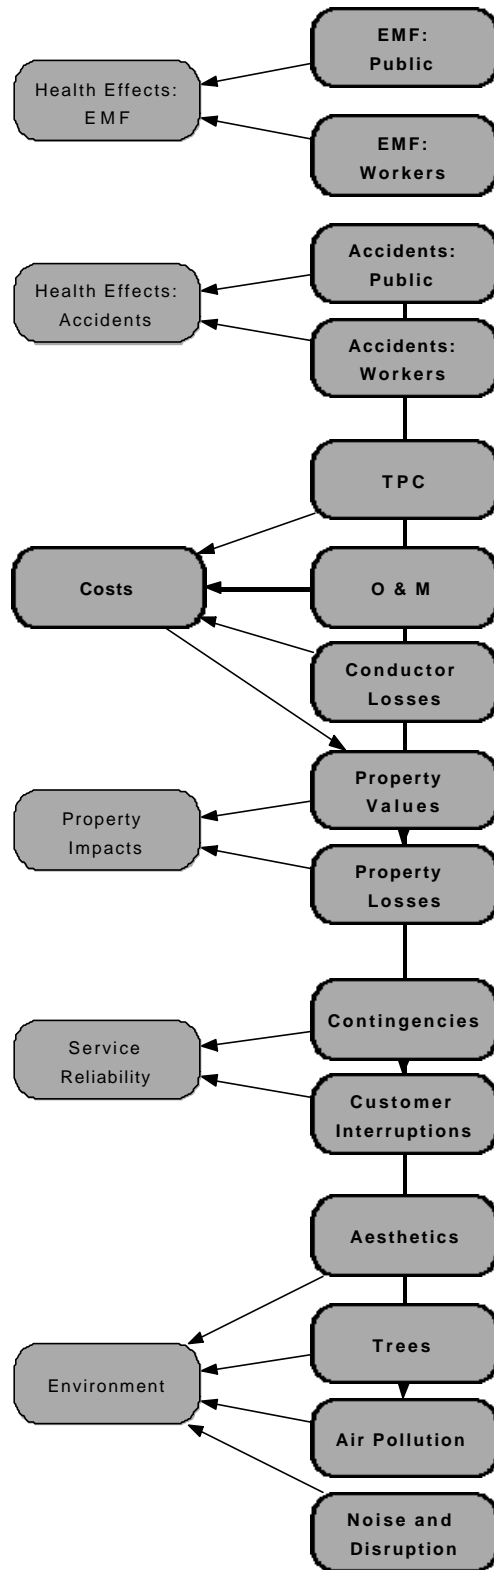 EMF:
Public
Health Effects:
EMF
EMF:
Workers
Accidents:
Public
Health Effects:
Accidents
Accidents:
Workers
TPC
Costs
O & M
Conductor
Losses
Property
Values
Property
Impacts
Property
Losses
Contingencies
Service
Reliability
Customer
Interruptions
Aesthetics
Trees
Environment
Air Pollution
Noise and
Disruption